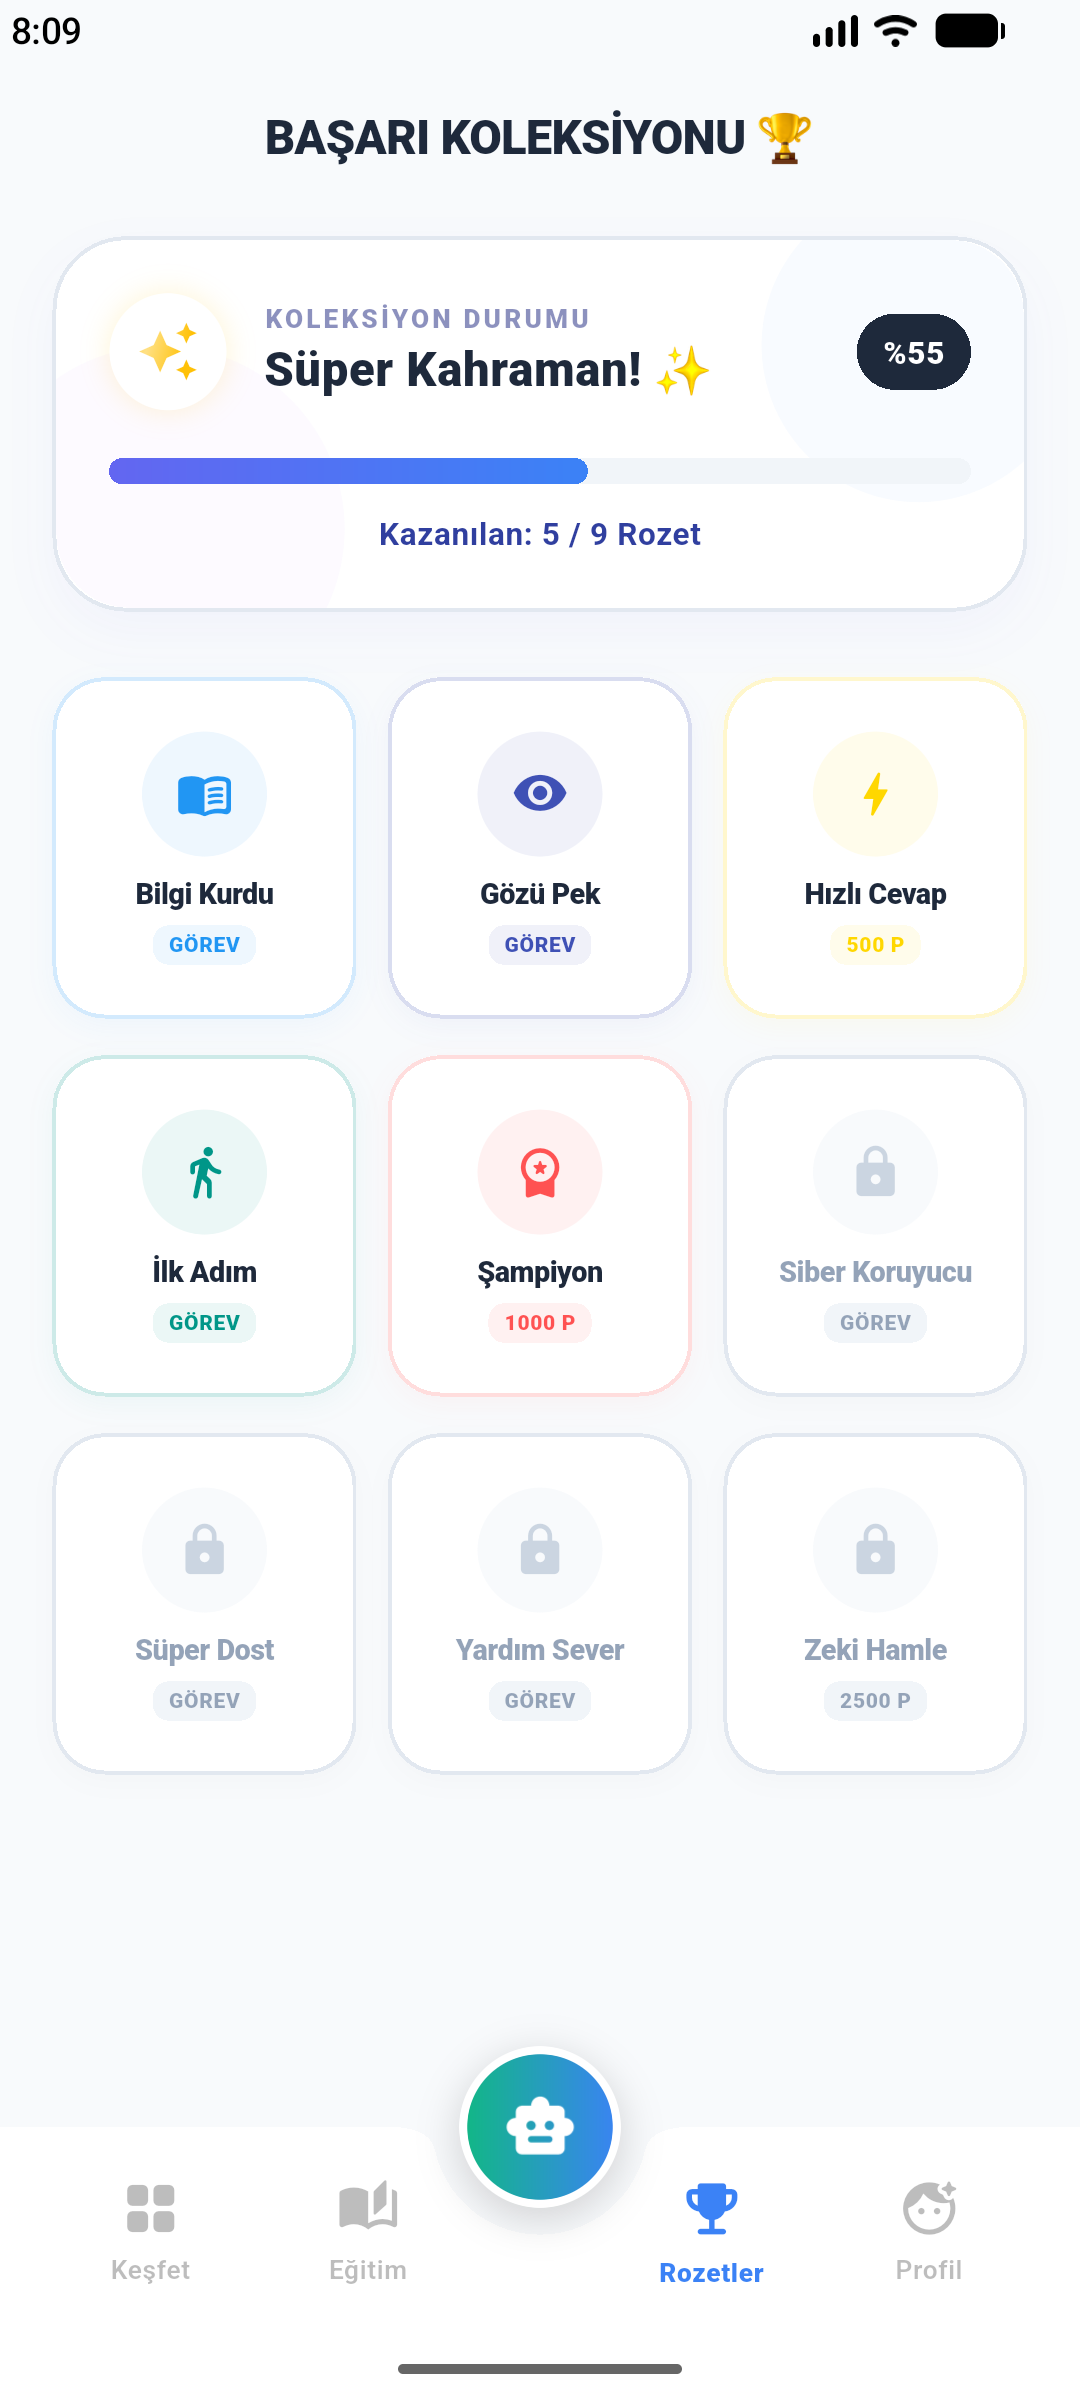 8:09
BAŞARI KOLEKSİYONU 🏆
KOLEKSİYON DURUMU
Süper Kahraman! ✨
%55
Kazanılan: 5 / 9 Rozet
Bilgi Kurdu
GÖREV
Gözü Pek
GÖREV
Hızlı Cevap
500 P
İlk Adım
GÖREV
Şampiyon
1000 P
Siber Koruyucu
GÖREV
Süper Dost
GÖREV
Yardım Sever
GÖREV
Zeki Hamle
2500 P
Keşfet
Eğitim
Rozetler
Profil